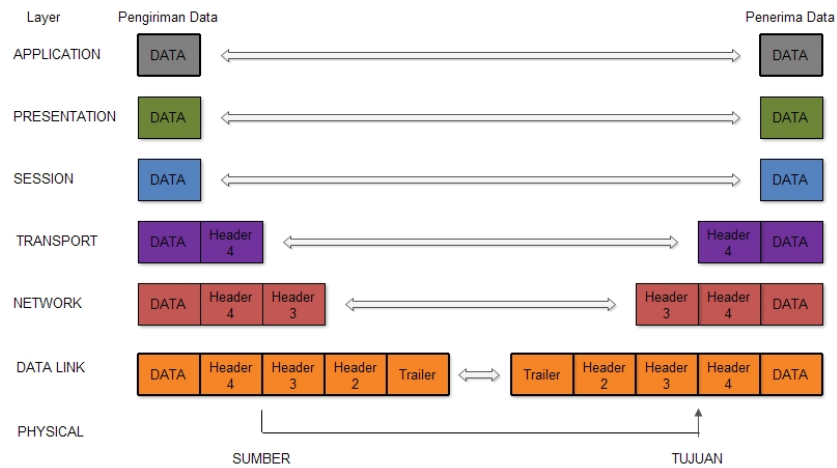 Layer Pengiriman Data Penerima Data
APPLICATION DATA DATA
PRESENTATION DATA DATA
SESSION DATA DATA
TRANSPORT DATA Header 4 Header 4 DATA
NETWORK DATA Header 4 Header 3 Header 3 Header 4 DATA
DATA LINK DATA Header 4 Header 3 Header 2 Trailer Trailer Header 2 Header 3 Header 4 DATA
PHYSICAL
SUMBER TUJUAN